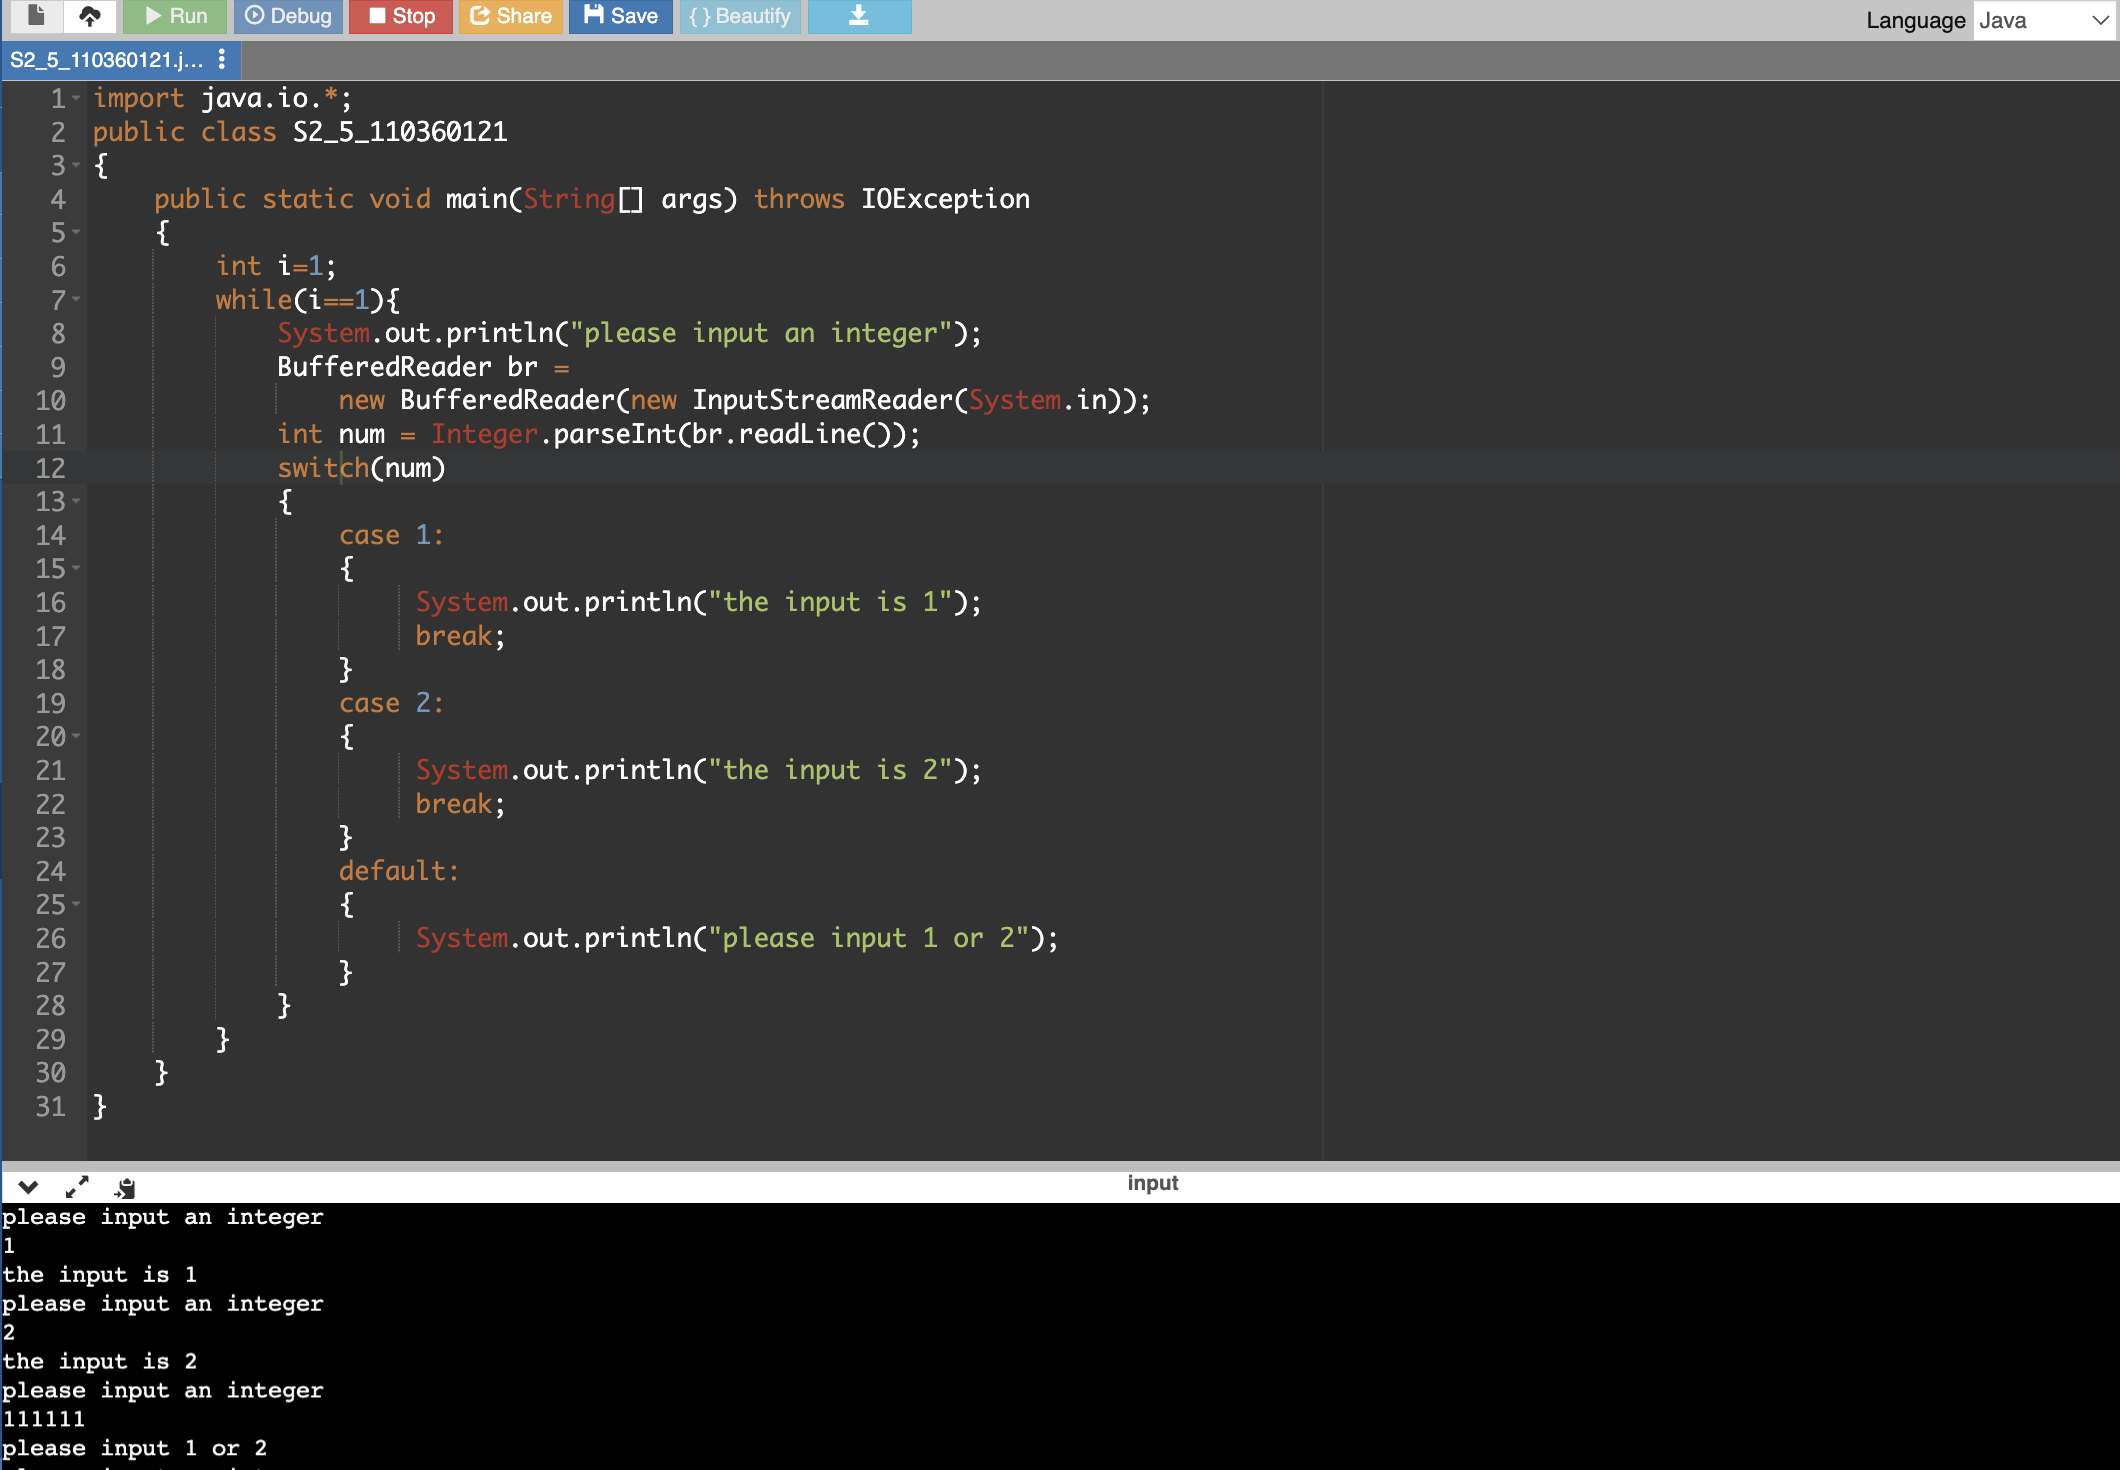 Run Debug Stop Share Save {} Beautify Language Java
S2_5_110360121.j...
1 import java.io.*;
2 public class S2_5_110360121
3 {
4 public static void main(String[] args) throws IOException
5 {
6 int i=1;
7 while(i==1){
8 System.out.println("please input an integer");
9 BufferedReader br =
10 new BufferedReader(new InputStreamReader(System.in));
11 int num = Integer.parseInt(br.readLine());
12 switch(num)
13 {
14 case 1:
15 {
16 System.out.println("the input is 1");
17 break;
18 }
19 case 2:
20 {
21 System.out.println("the input is 2");
22 break;
23 }
24 default:
25 {
26 System.out.println("please input 1 or 2");
27 }
28 }
29 }
30 }
31 }
input
please input an integer
1
the input is 1
please input an integer
2
the input is 2
please input an integer
111111
please input 1 or 2